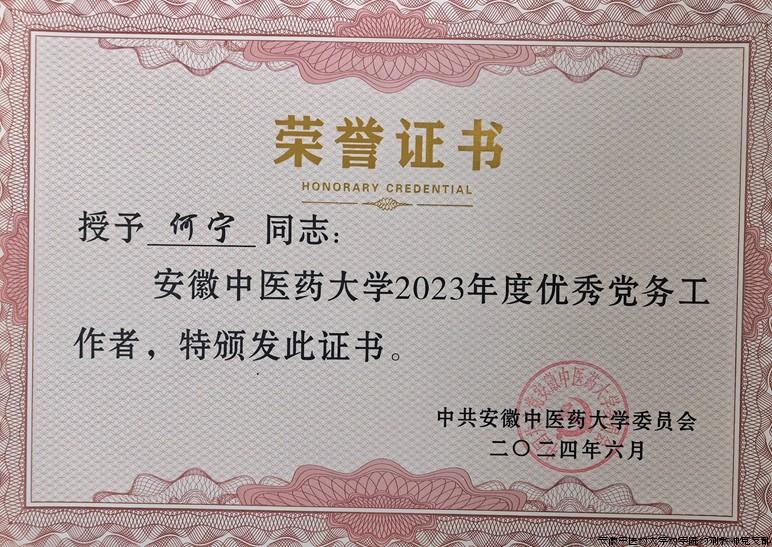 荣誉证书
HONORARY CREDENTIAL
授予 何宁 同志：
安徽中医药大学2023年度优秀党务工
作者，特颁发此证书。
中共安徽中医药大学委员会
二〇二四年六月